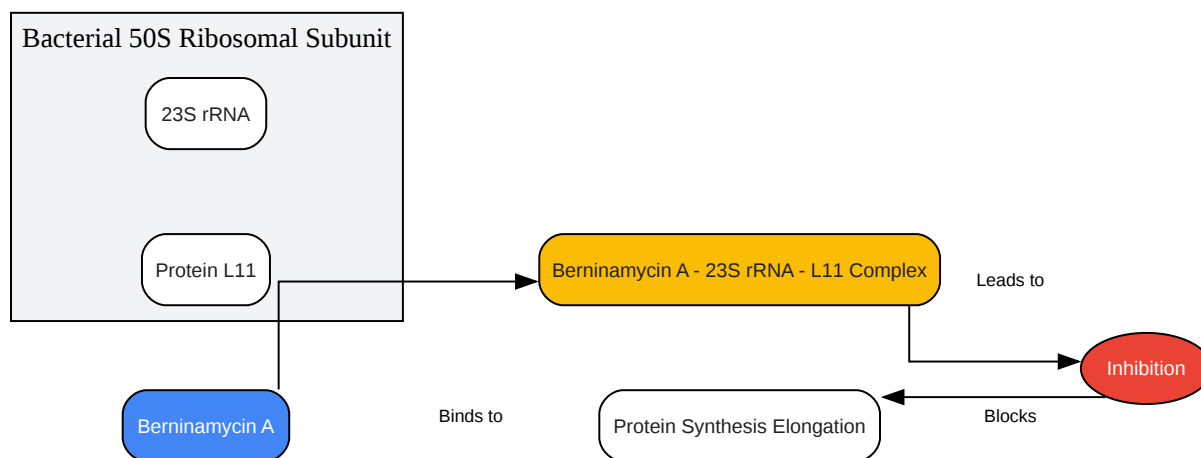 Bacterial 50S Ribosomal Subunit
23S rRNA
Protein L11
Berninamycin A - 23S rRNA - L11 Complex
Leads to
Inhibition
Berninamycin A
Binds to
Protein Synthesis Elongation
Blocks